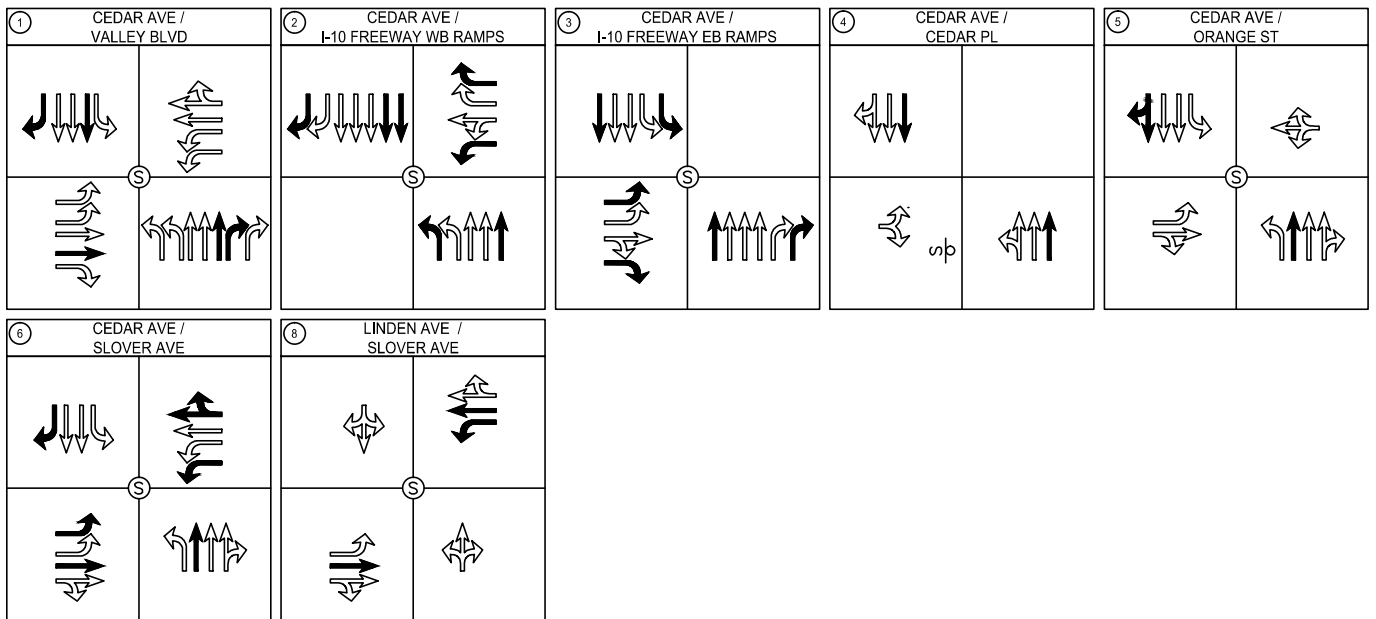 1
CEDAR AVE /
VALLEY BLVD
S
2
CEDAR AVE /
I-10 FREEWAY WB RAMPS
S
3
CEDAR AVE /
I-10 FREEWAY EB RAMPS
S
4
CEDAR AVE /
CEDAR PL
5
CEDAR AVE /
ORANGE ST
S
6
CEDAR AVE /
SLOVER AVE
S
8
LINDEN AVE /
SLOVER AVE
S